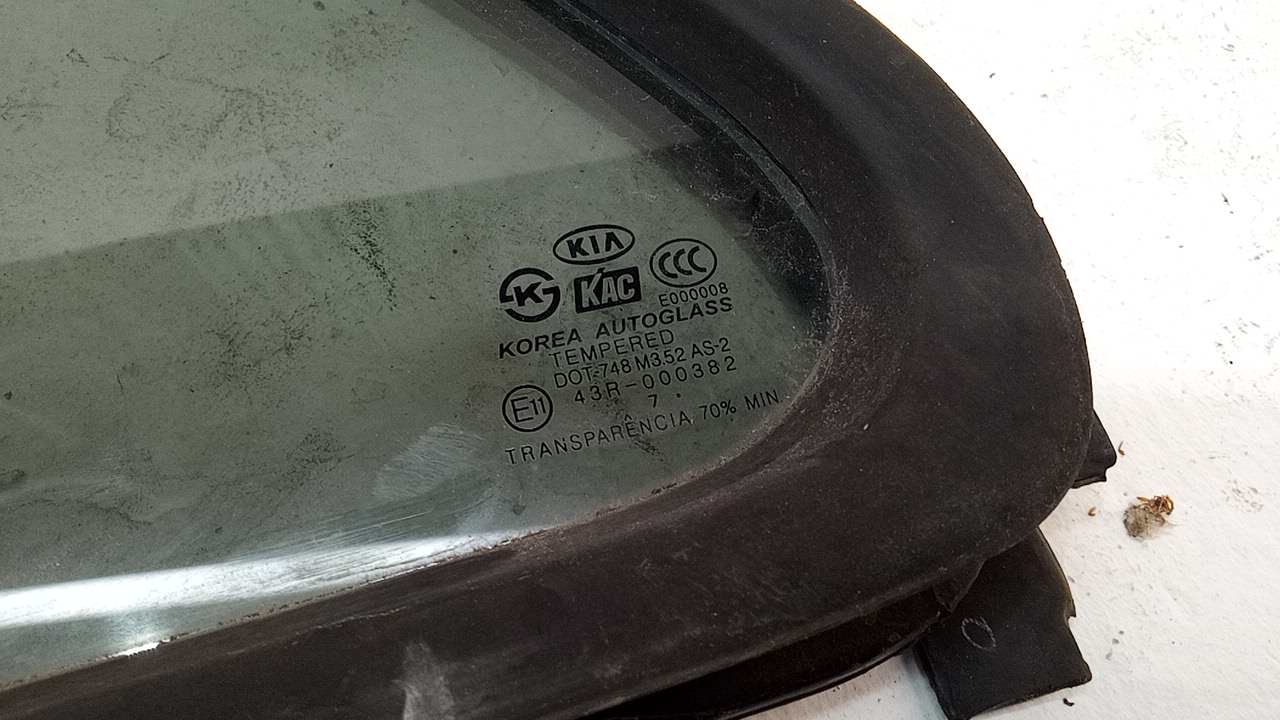 KIA
K KAC CCC
E000008
KOREA AUTOGLASS
TEMPERED
DOT-748 M352 AS-2
E11 43R-000382
7 .
TRANSPARÊNCIA 70% MIN